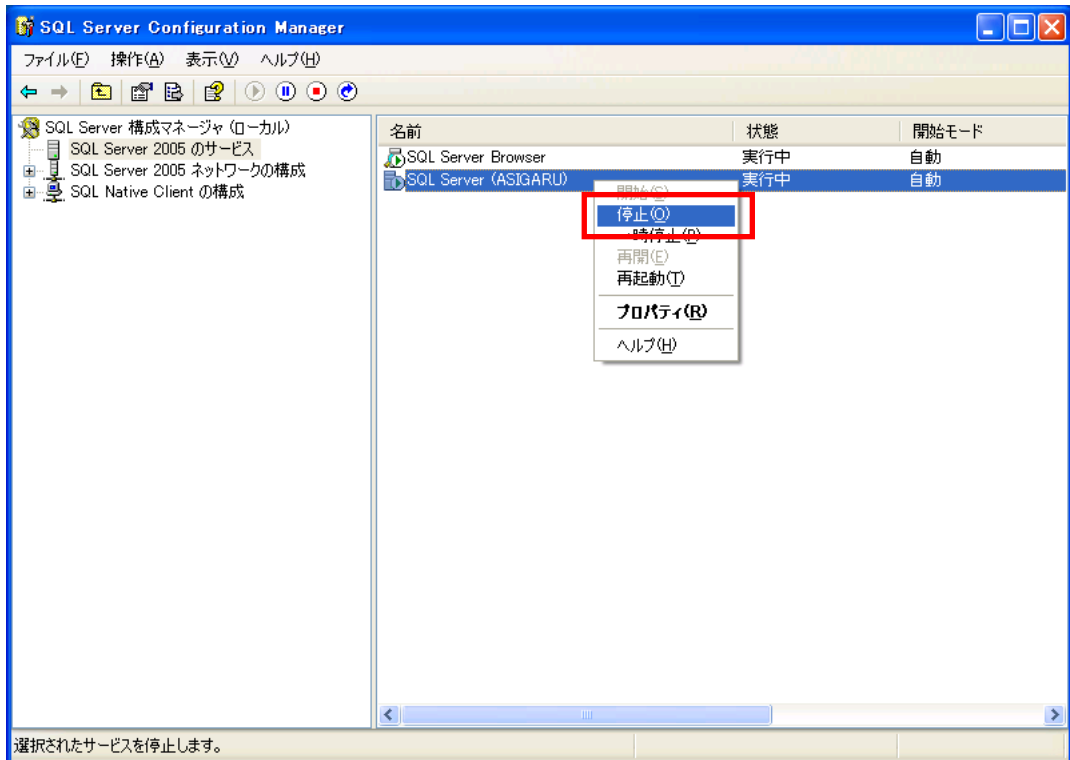 SQL Server Configuration Manager
ファイル(F) 操作(A) 表示(V) ヘルプ(H)
SQL Server 構成マネージャ (ローカル)
SQL Server 2005 のサービス
SQL Server 2005 ネットワークの構成
SQL Native Client の構成
名前 状態 開始モード
SQL Server Browser 実行中 自動
SQL Server (ASIGARU) 実行中 自動
開始(S)
停止(O)
一時停止(P)
再開(E)
再起動(T)
プロパティ(R)
ヘルプ(H)
選択されたサービスを停止します。